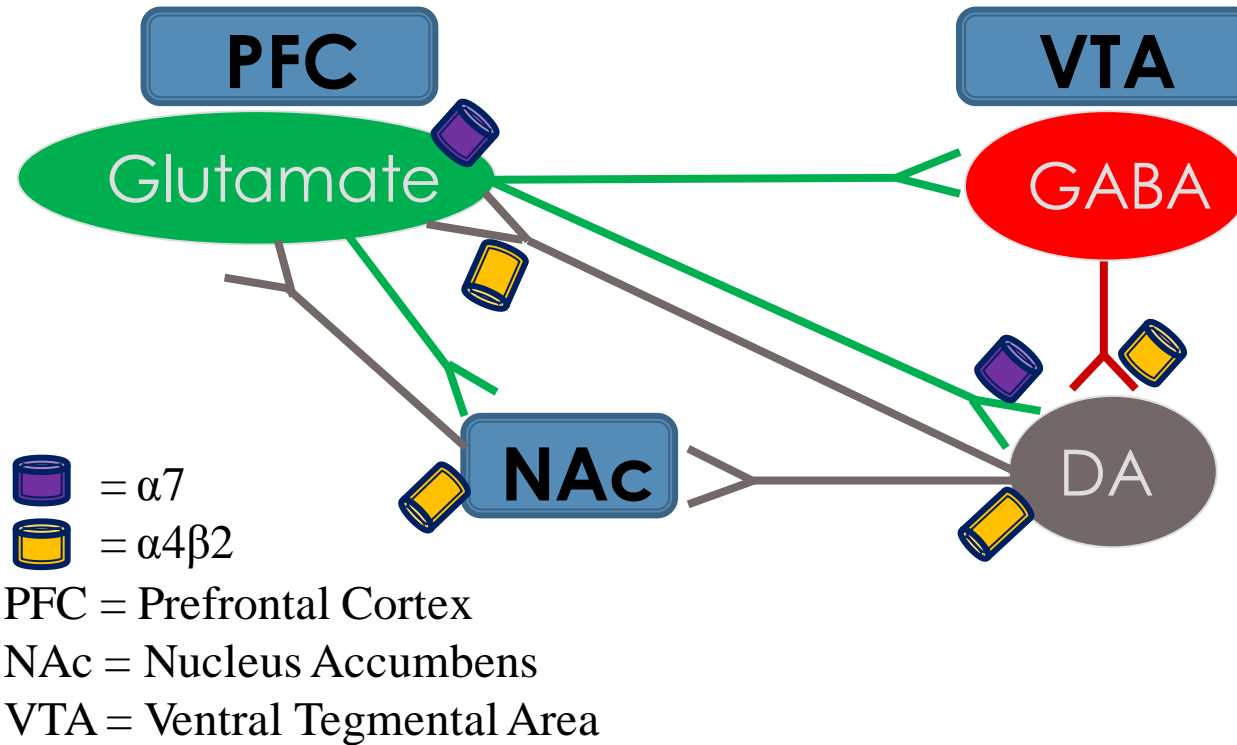 PFC
VTA
Glutamate
GABA
NAc
DA
= α7
= α4β2
PFC = Prefrontal Cortex
NAc = Nucleus Accumbens
VTA = Ventral Tegmental Area